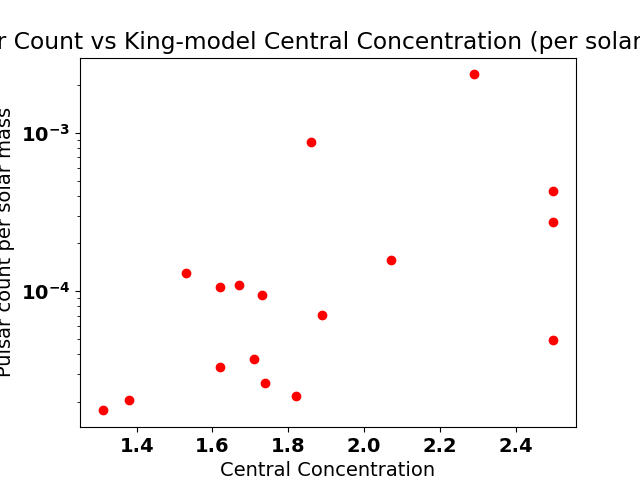 r Count vs King-model Central Concentration (per solar
Pulsar count per solar mass
10⁻³
10⁻⁴
1.4 1.6 1.8 2.0 2.2 2.4
Central Concentration